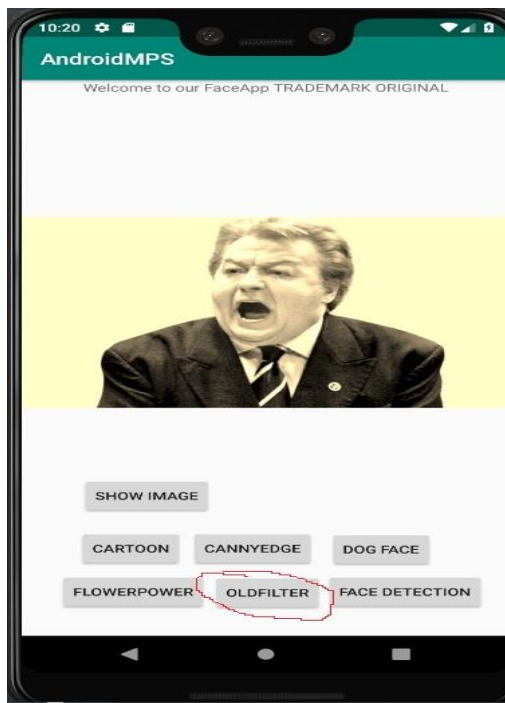 10:20
AndroidMPS
Welcome to our FaceApp TRADEMARK ORIGINAL
SHOW IMAGE
CARTOON CANNYEDGE DOG FACE
FLOWERPOWER OLDFILTER FACE DETECTION